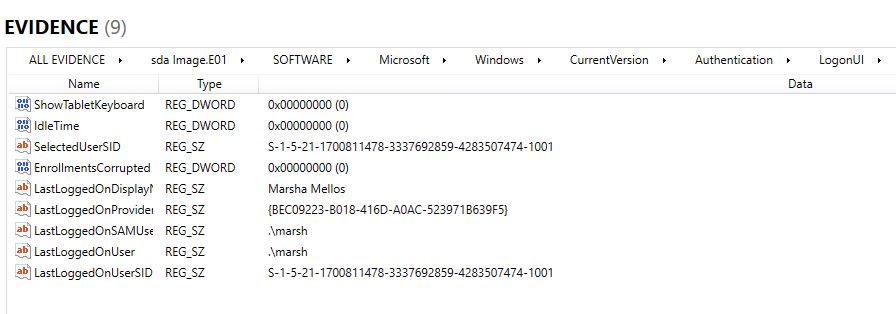 EVIDENCE (9)
ALL EVIDENCE sda Image.E01 SOFTWARE Microsoft Windows CurrentVersion Authentication LogonUI
Name Type Data
ShowTabletKeyboard REG_DWORD 0x00000000 (0)
IdleTime REG_DWORD 0x00000000 (0)
SelectedUserSID REG_SZ S-1-5-21-1700811478-3337692859-4283507474-1001
EnrollmentsCorrupted REG_DWORD 0x00000000 (0)
LastLoggedOnDisplayN REG_SZ Marsha Mellos
LastLoggedOnProvider REG_SZ {BEC09223-B018-416D-A0AC-523971B639F5}
LastLoggedOnSAMUse REG_SZ .\marsh
LastLoggedOnUser REG_SZ .\marsh
LastLoggedOnUserSID REG_SZ S-1-5-21-1700811478-3337692859-4283507474-1001